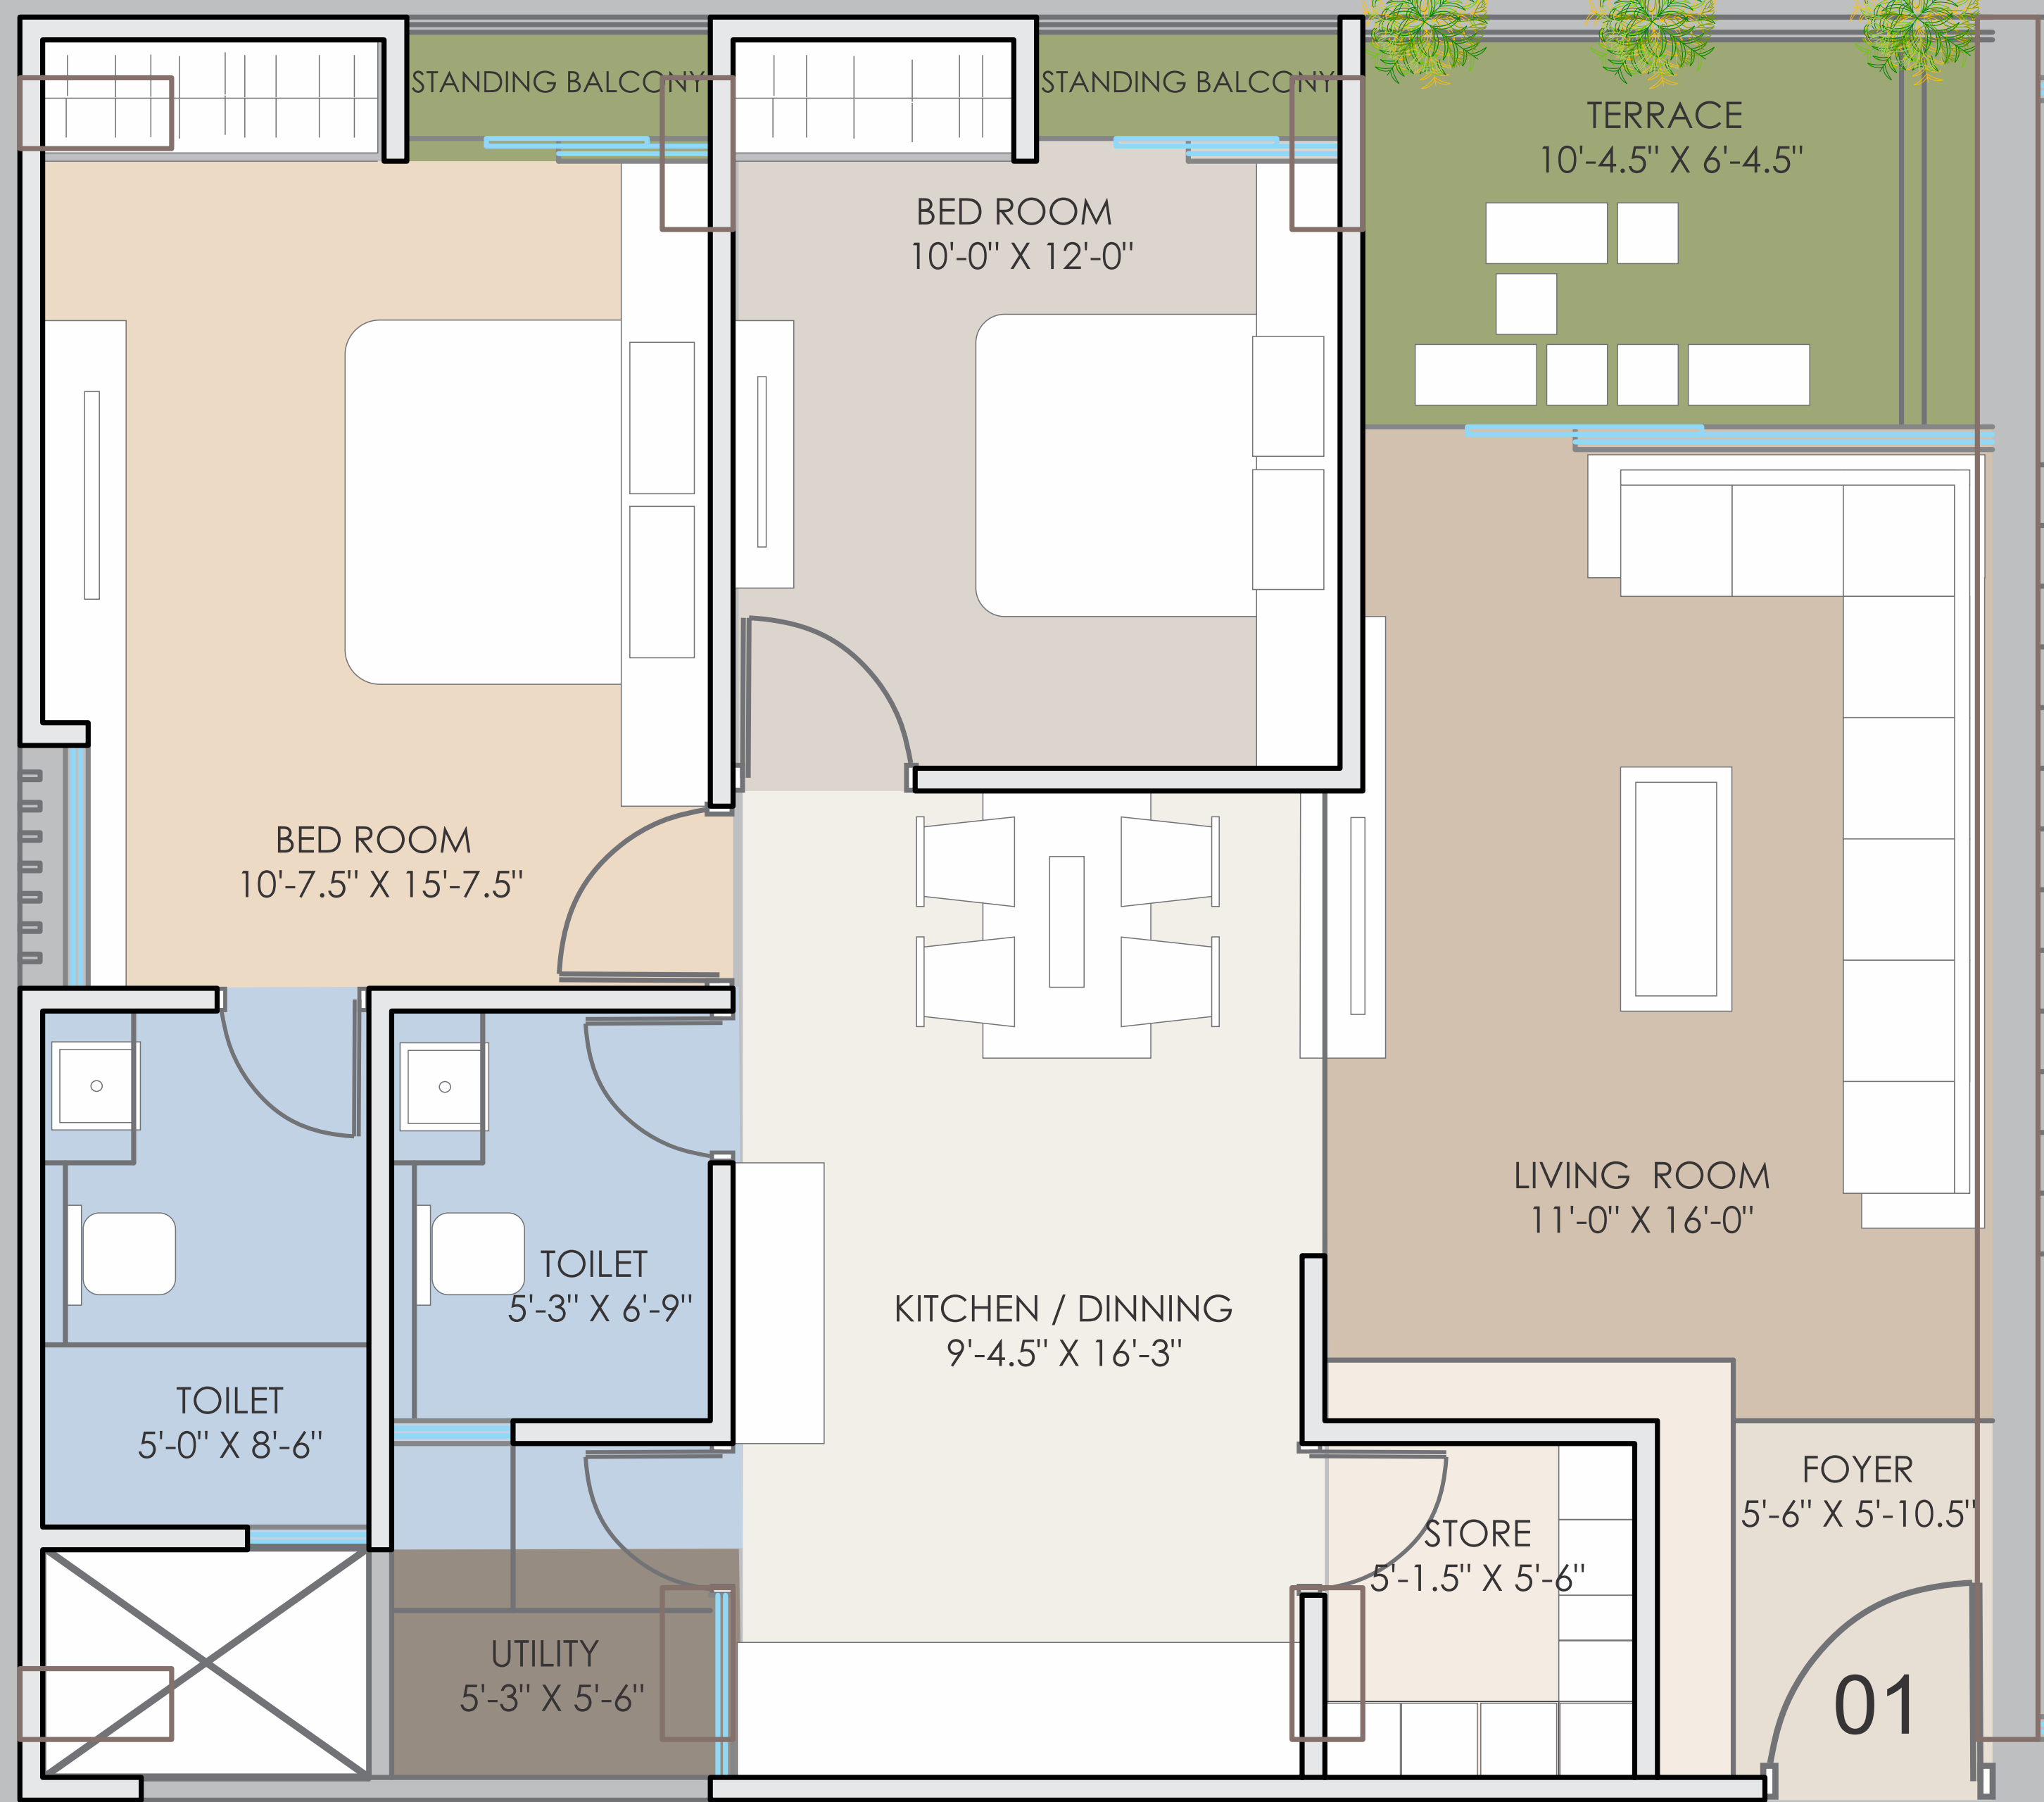 STANDING BALCONY
STANDING BALCONY
TERRACE
10'-4.5" X 6'-4.5"
BED ROOM
10'-0" X 12'-0"
BED ROOM
10'-7.5" X 15'-7.5"
LIVING ROOM
11'-0" X 16'-0"
TOILET
5'-3" X 6'-9"
KITCHEN / DINNING
9'-4.5" X 16'-3"
TOILET
5'-0" X 8'-6"
FOYER
5'-6" X 5'-10.5"
STORE
5'-1.5" X 5'-6"
UTILITY
5'-3" X 5'-6"
01